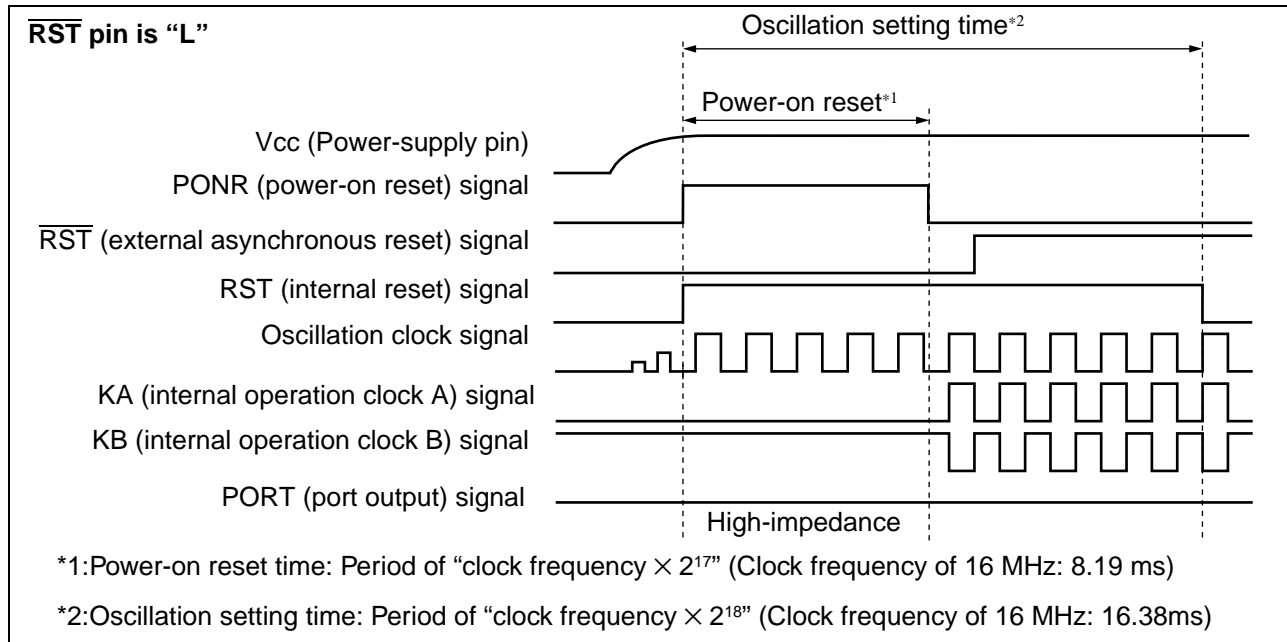 R̅S̅T̅ pin is “L”
Oscillation setting time*2
Power-on reset*1
Vcc (Power-supply pin)
PONR (power-on reset) signal
R̅S̅T̅ (external asynchronous reset) signal
RST (internal reset) signal
Oscillation clock signal
KA (internal operation clock A) signal
KB (internal operation clock B) signal
PORT (port output) signal
High-impedance
*1:Power-on reset time: Period of “clock frequency × 2¹⁷” (Clock frequency of 16 MHz: 8.19 ms)
*2:Oscillation setting time: Period of “clock frequency × 2¹⁸” (Clock frequency of 16 MHz: 16.38ms)